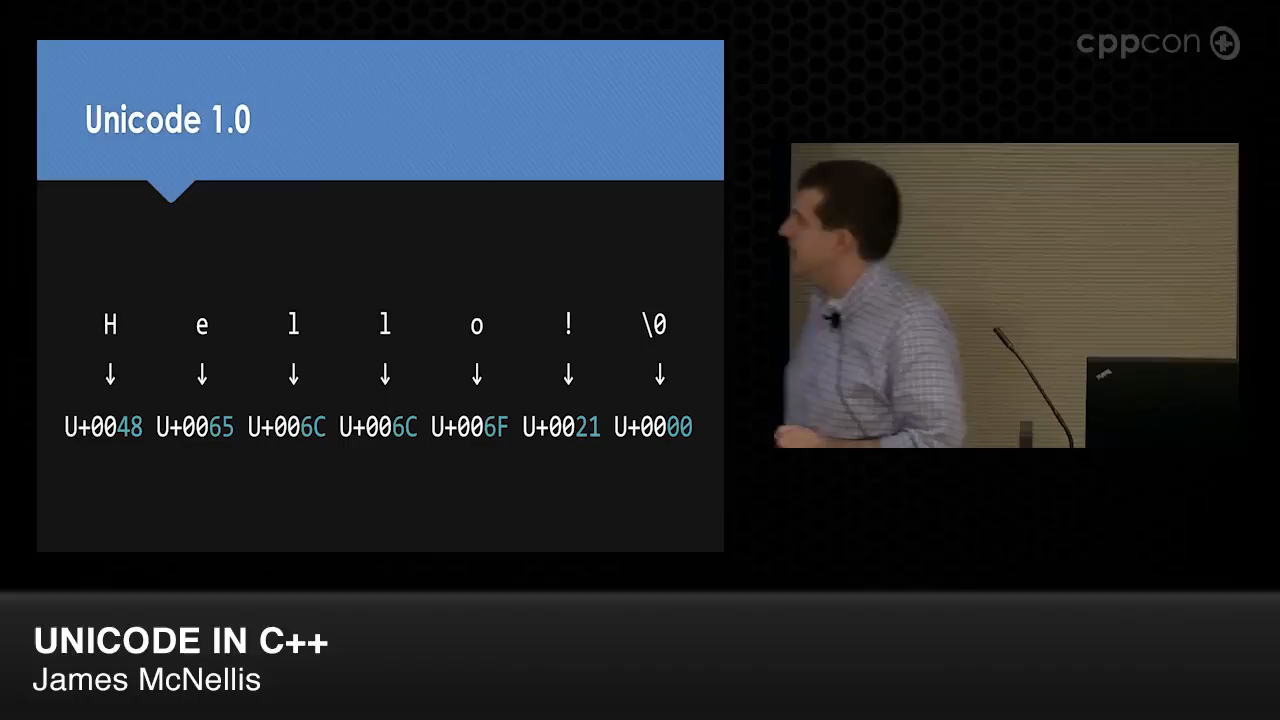 cppcon
Unicode 1.0
H e l l o ! \0
↓ ↓ ↓ ↓ ↓ ↓ ↓
U+0048 U+0065 U+006C U+006C U+006F U+0021 U+0000
UNICODE IN C++
James McNellis